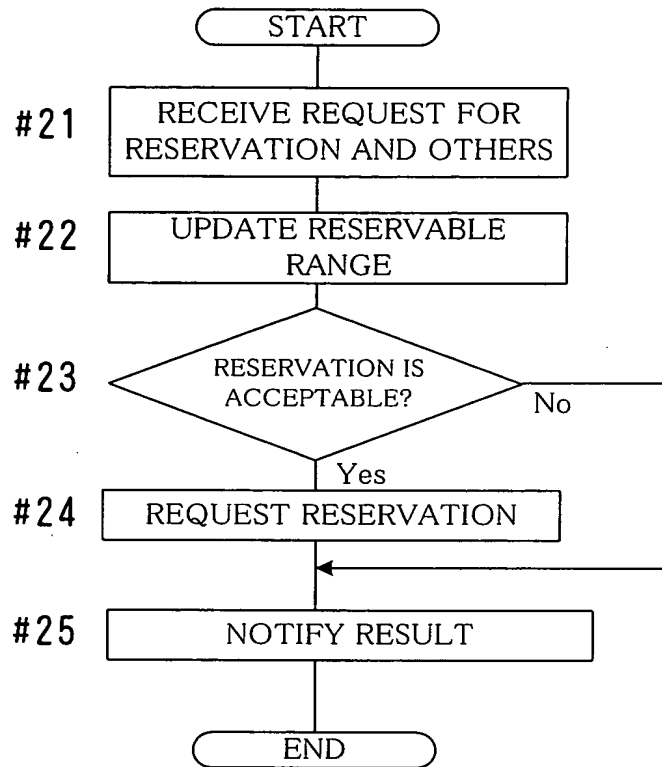 START
#21
RECEIVE REQUEST FOR
RESERVATION AND OTHERS
#22
UPDATE RESERVABLE
RANGE
#23
RESERVATION IS
ACCEPTABLE?
No
Yes
#24
REQUEST RESERVATION
#25
NOTIFY RESULT
END